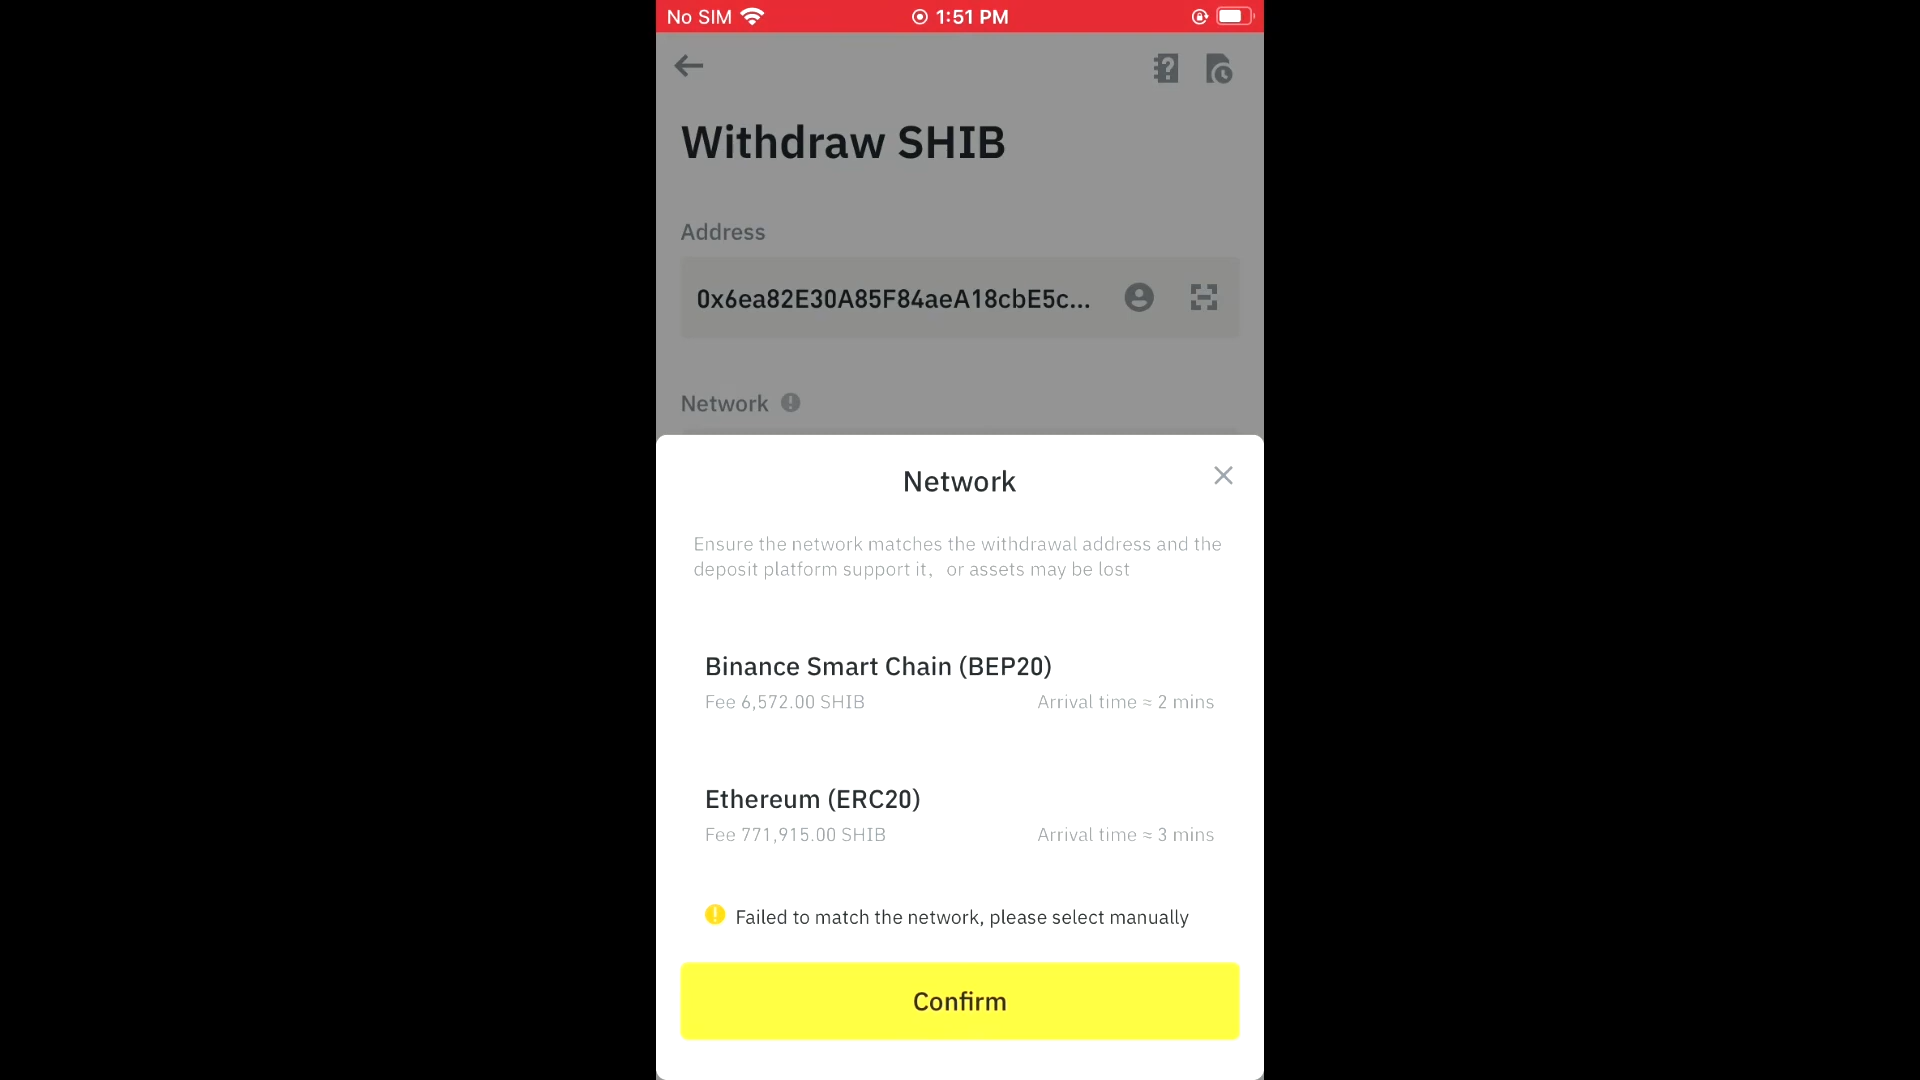 No SIM 1:51 PM
Withdraw SHIB
Address
0x6ea82E30A85F84aeA18cbE5c...
Network
Network
Ensure the network matches the withdrawal address and the
deposit platform support it, or assets may be lost
Binance Smart Chain (BEP20)
Fee 6,572.00 SHIB Arrival time ≈ 2 mins
Ethereum (ERC20)
Fee 771,915.00 SHIB Arrival time ≈ 3 mins
Failed to match the network, please select manually
Confirm